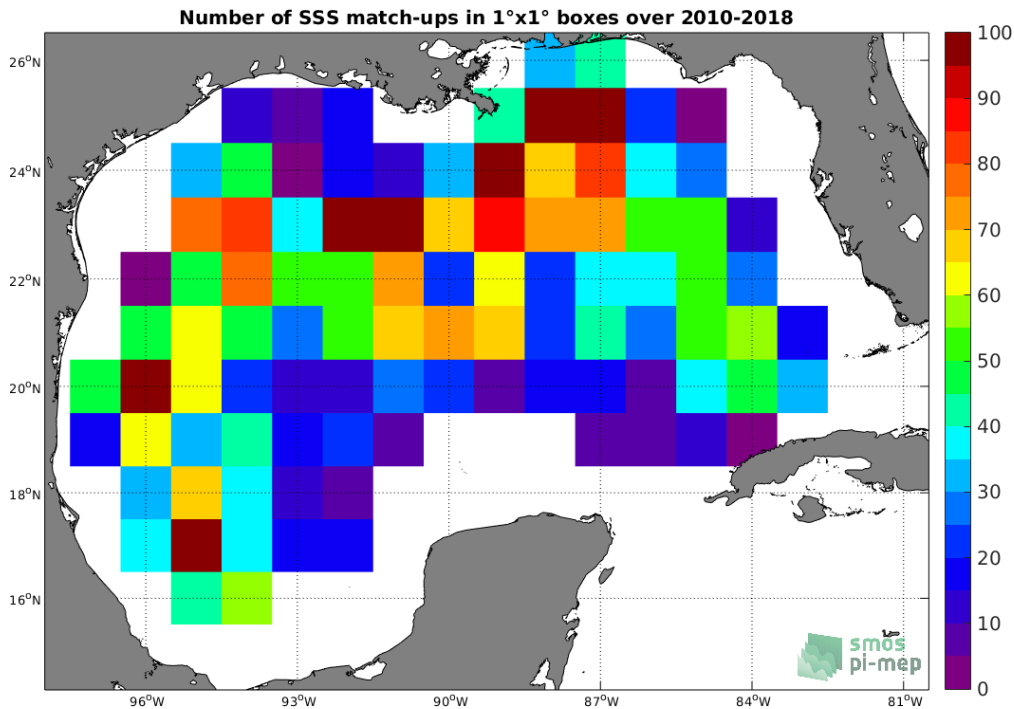 Number of SSS match-ups in 1°x1° boxes over 2010-2018
26°N
24°N
22°N
20°N
18°N
16°N
96°W
93°W
90°W
87°W
84°W
81°W
100
90
80
70
60
50
40
30
20
10
0
smos
pi-mep